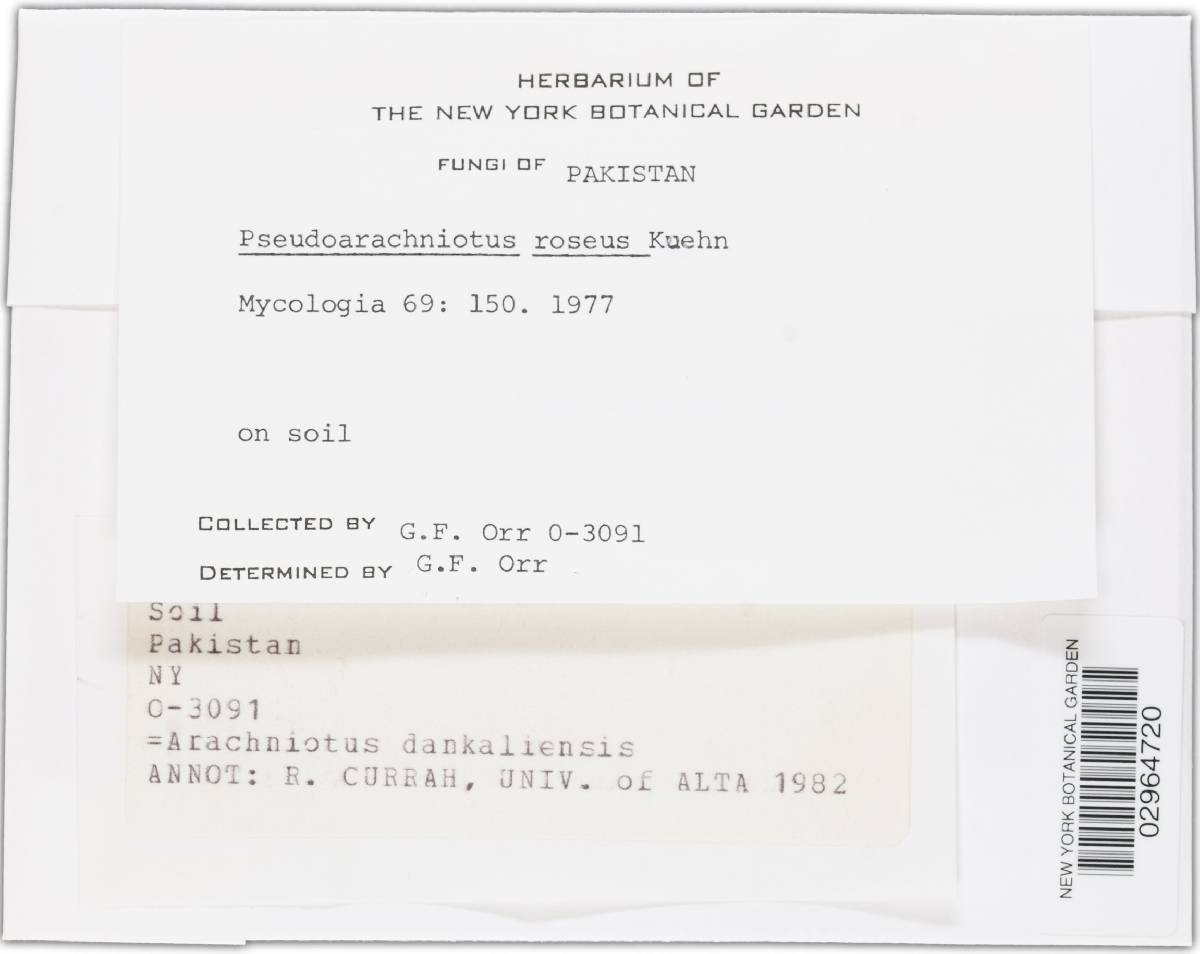 HERBARIUM OF
THE NEW YORK BOTANICAL GARDEN
FUNGI OF PAKISTAN
Pseudoarachniotus roseus Kuehn
Mycologia 69: 150. 1977
on soil
COLLECTED BY G.F. Orr O-3091
DETERMINED BY G.F. Orr
Soil
Pakistan
NY
O-3091
=Arachniotus dankaliensis
ANNOT: R. CURRAH, UNIV. of ALTA 1982
NEW YORK BOTANICAL GARDEN
02964720